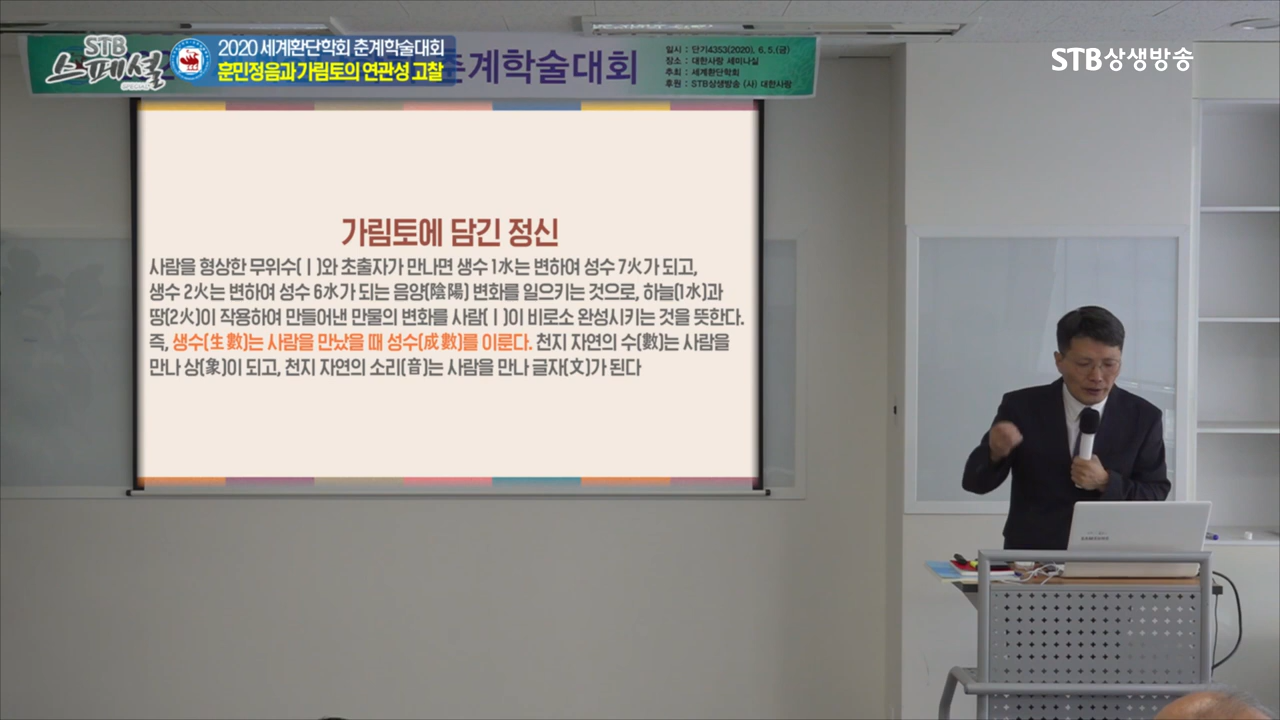 STB
스페셜
SPECIAL
2020 세계환단학회 춘계학술대회
훈민정음과 가림토의 연관성 고찰
춘계학술대회
일시 : 단기4353(2020). 6. 5.(금)
장소 : 대한사랑 세미나실
주최 : 세계환단학회
후원 : STB상생방송 (사) 대한사랑
STB상생방송
가림토에 담긴 정신
사람을 형상한 무위수(ㅣ)와 초출자가 만나면 생수 1水는 변하여 성수 7火가 되고,
생수 2火는 변하여 성수 6水가 되는 음양(陰陽) 변화를 일으키는 것으로, 하늘(1水)과
땅(2火)이 작용하여 만들어낸 만물의 변화를 사람(ㅣ)이 비로소 완성시키는 것을 뜻한다.
즉, 생수(生數)는 사람을 만났을 때 성수(成數)를 이룬다. 천지 자연의 수(數)는 사람을
만나 상(象)이 되고, 천지 자연의 소리(音)는 사람을 만나 글자(文)가 된다
SAMSUNG